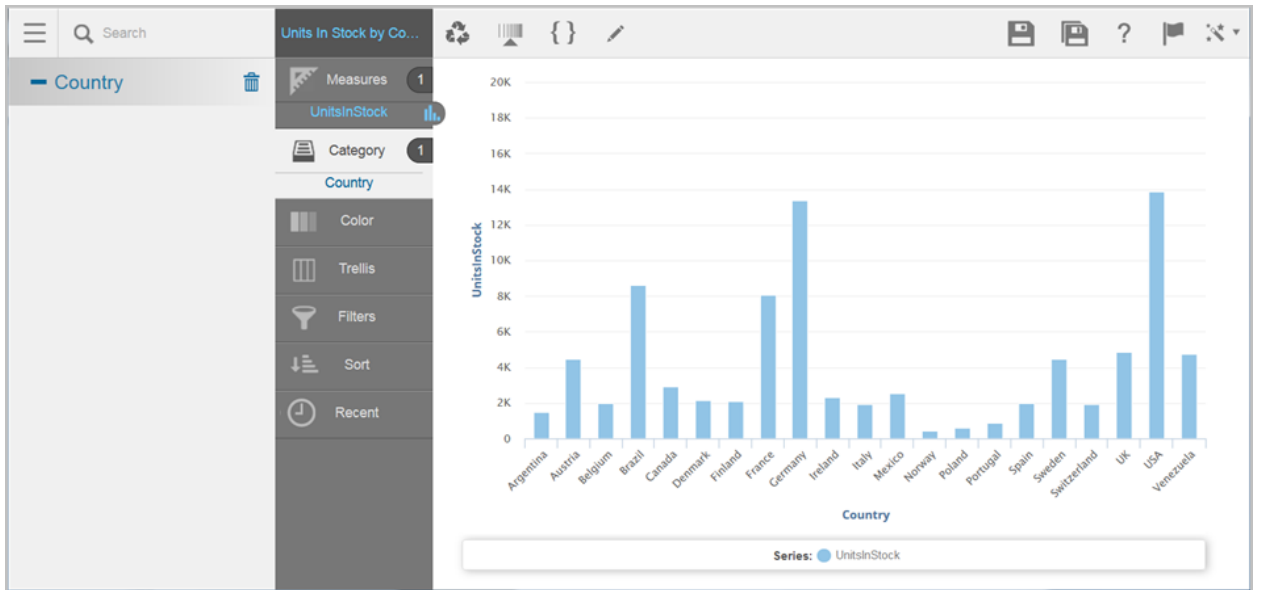 Search
Country
Units In Stock by Co...
Measures 1
UnitsInStock
Category 1
Country
Color
Trellis
Filters
Sort
Recent
{ }
?
20K
18K
16K
14K
12K
10K
8K
6K
4K
2K
0
UnitsInStock
Argentina
Austria
Belgium
Brazil
Canada
Denmark
Finland
France
Germany
Ireland
Italy
Mexico
Norway
Poland
Portugal
Spain
Sweden
Switzerland
UK
USA
Venezuela
Country
Series: UnitsInStock